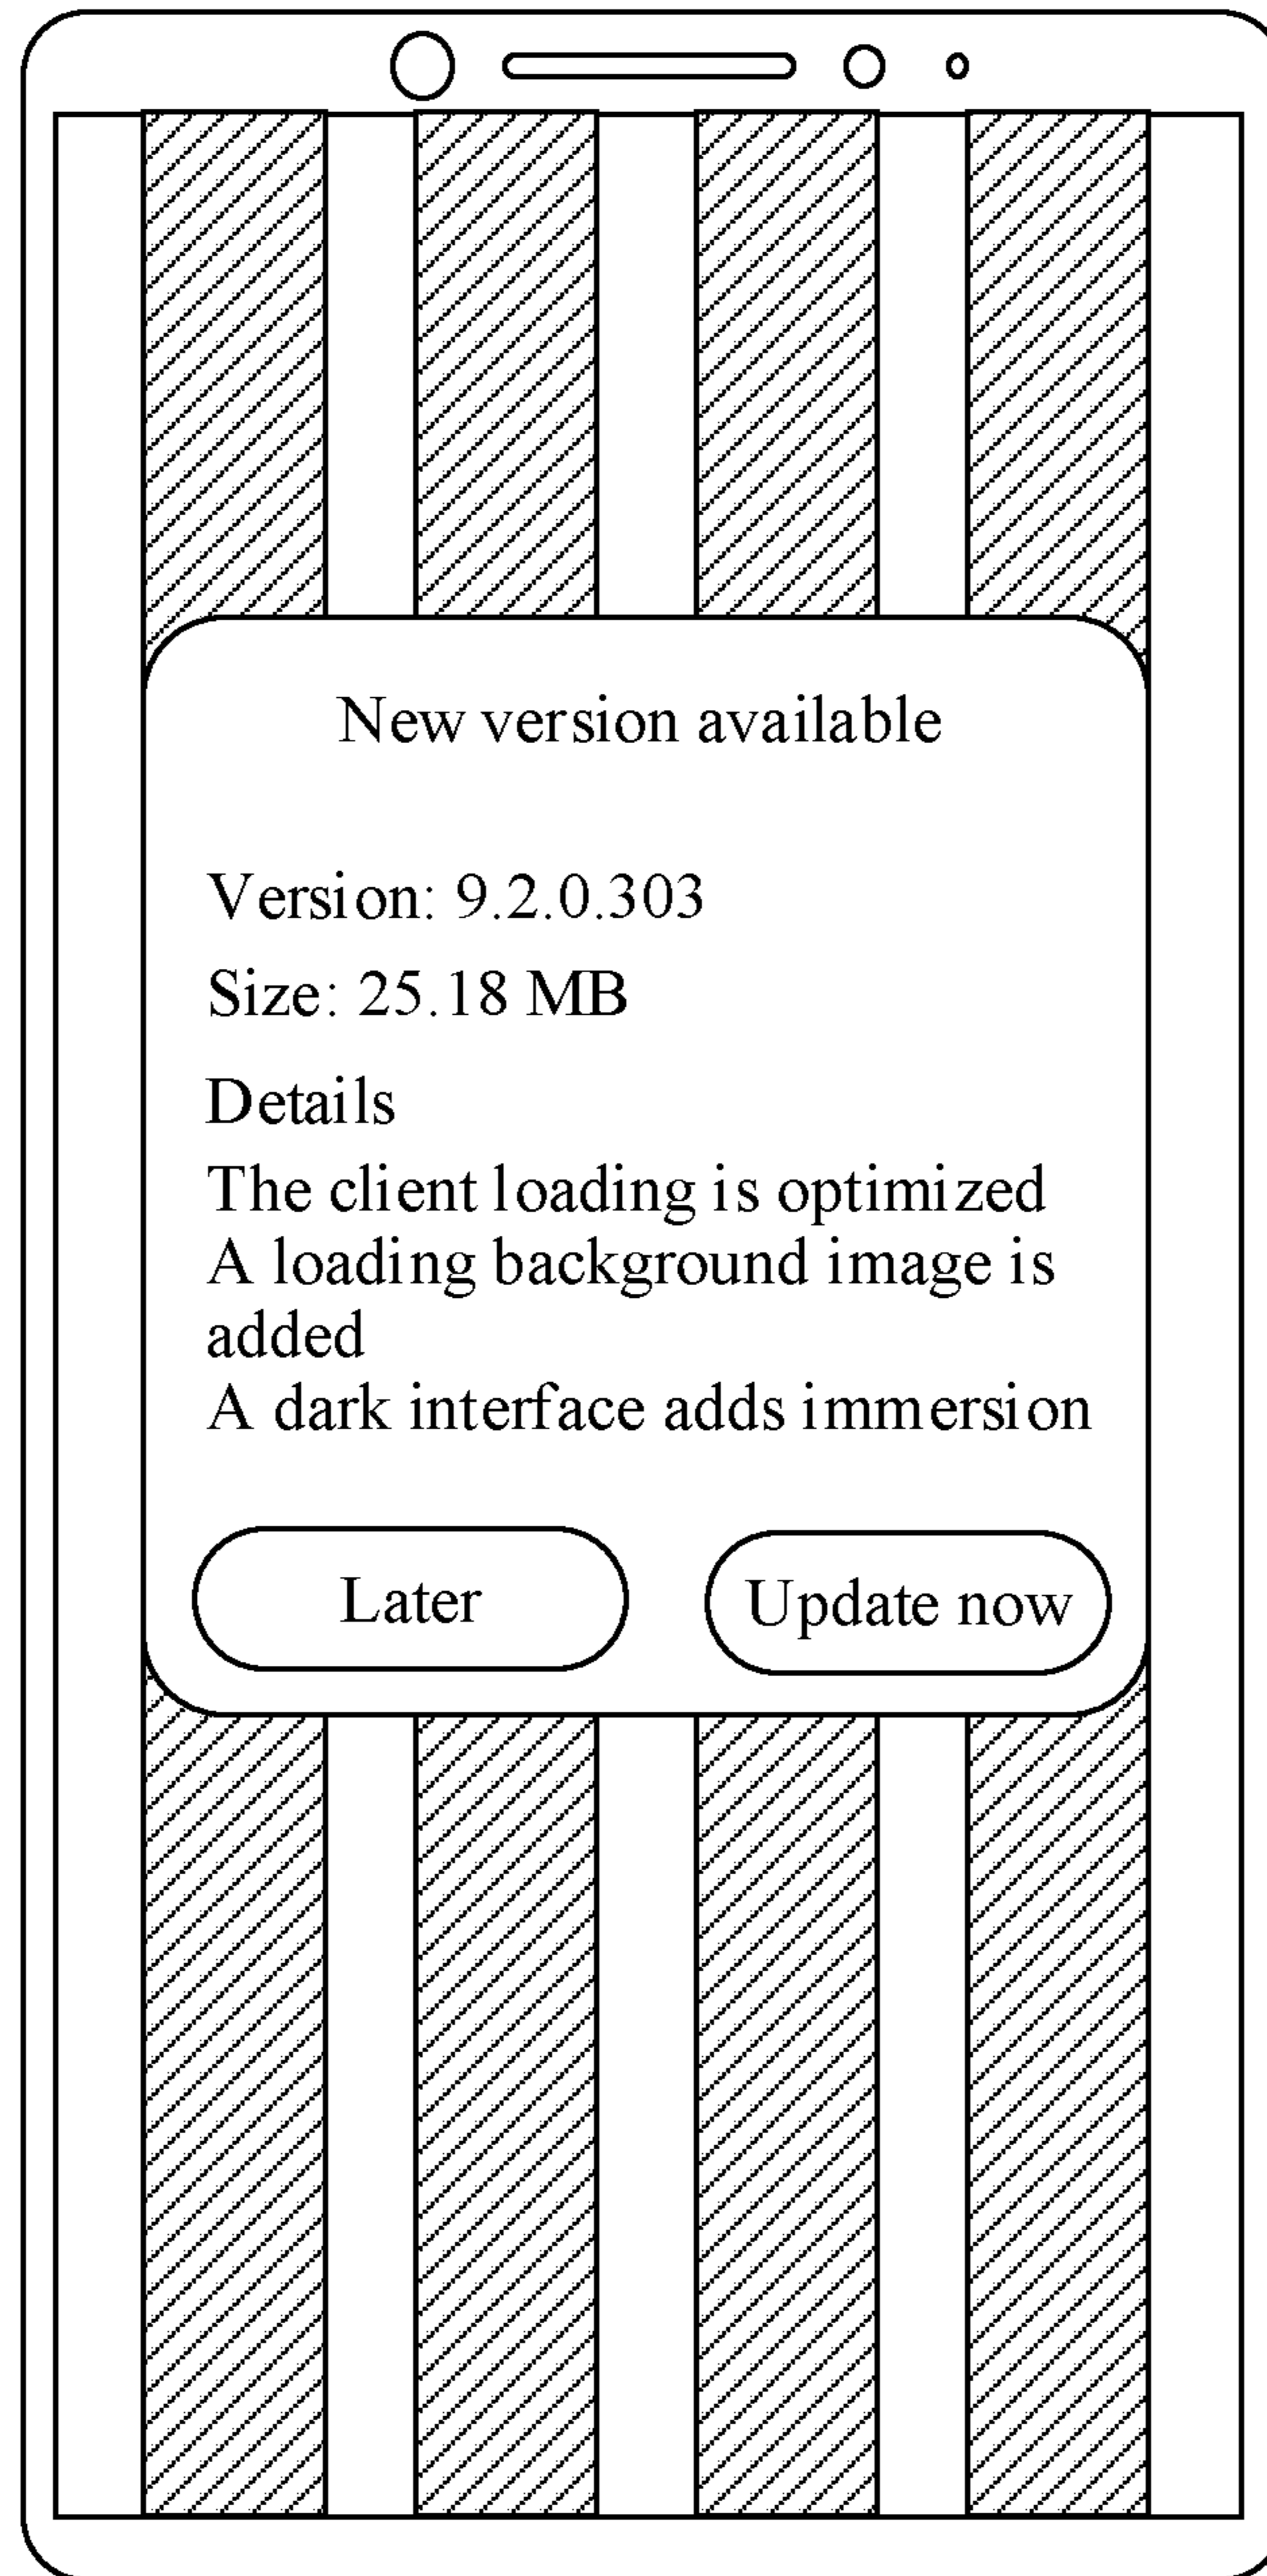 New version available
Version: 9.2.0.303
Size: 25.18 MB
Details
The client loading is optimized
A loading background image is
added
A dark interface adds immersion
Later
Update now